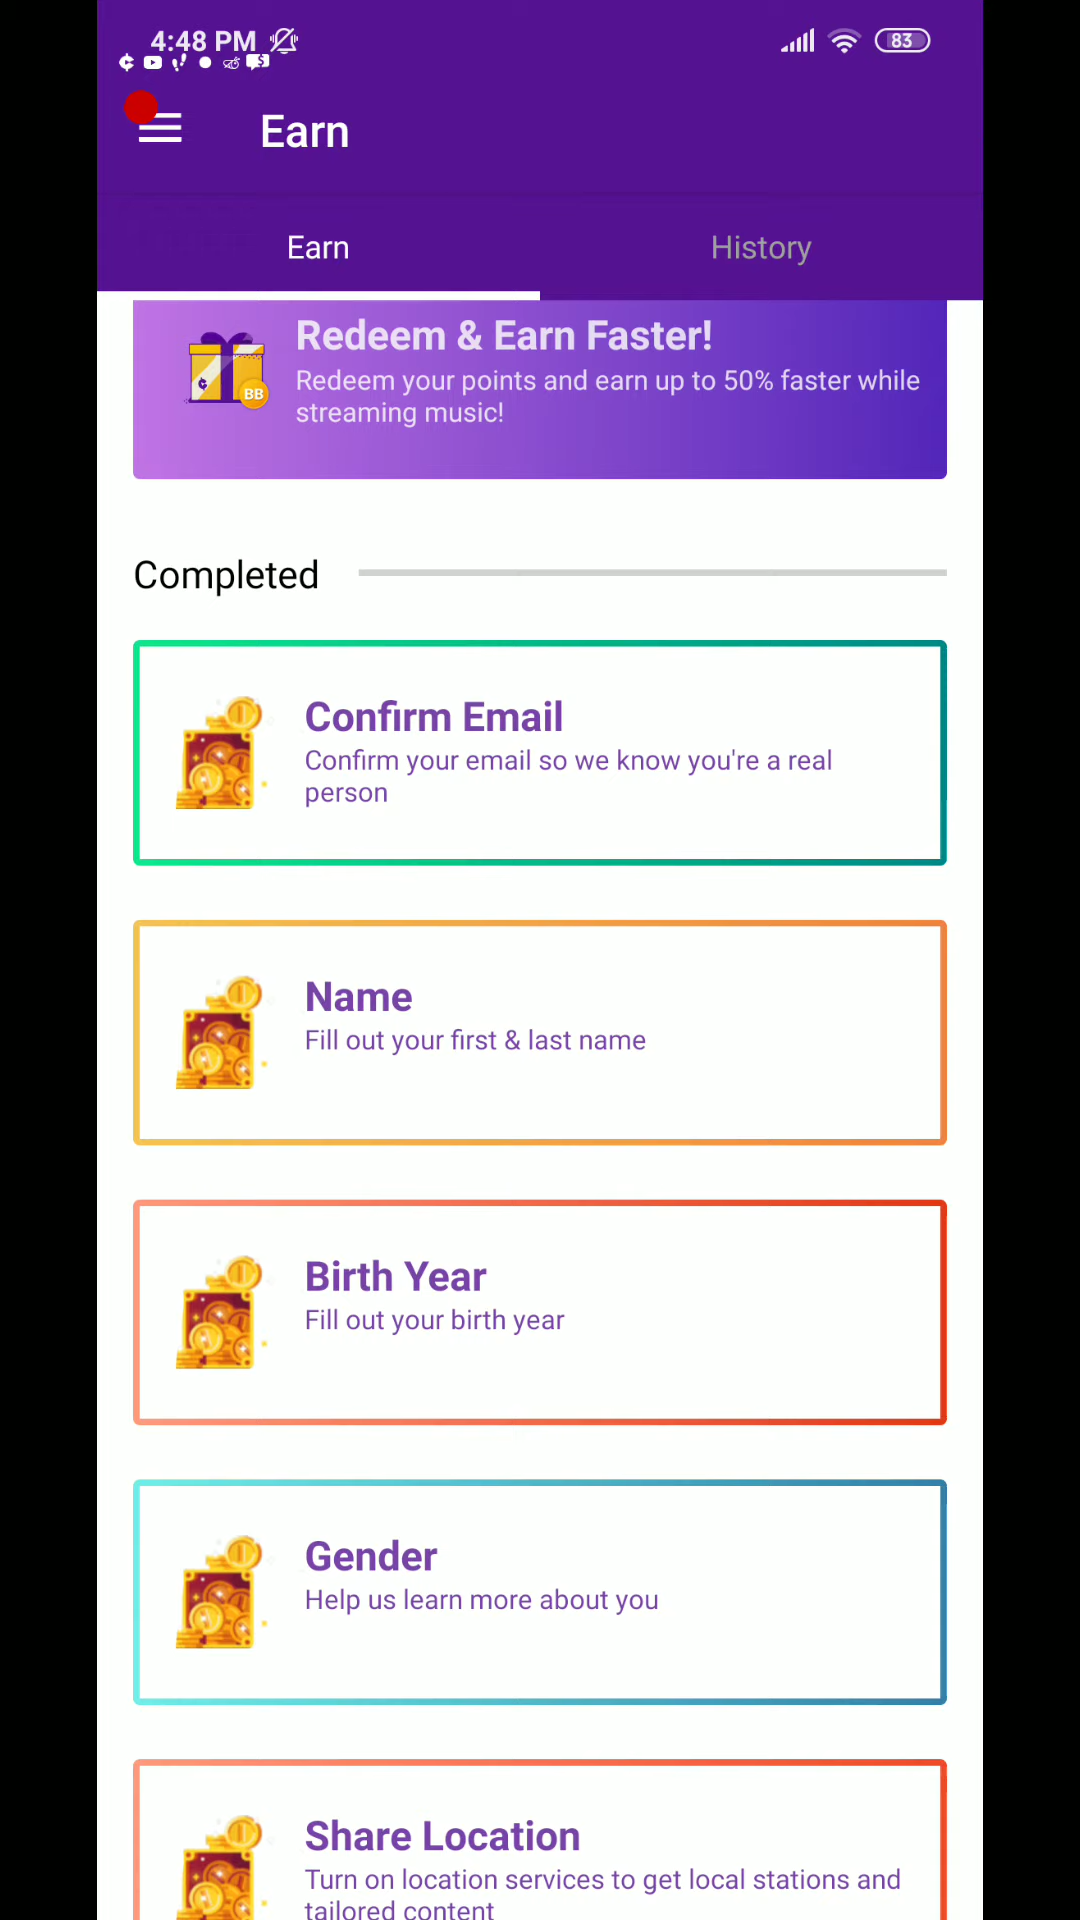 4:48 PM
83
Earn
Earn
History
Redeem & Earn Faster!
Redeem your points and earn up to 50% faster while
streaming music!
BB
Completed
Confirm Email
Confirm your email so we know you're a real
person
Name
Fill out your first & last name
Birth Year
Fill out your birth year
Gender
Help us learn more about you
Share Location
Turn on location services to get local stations and
tailored content